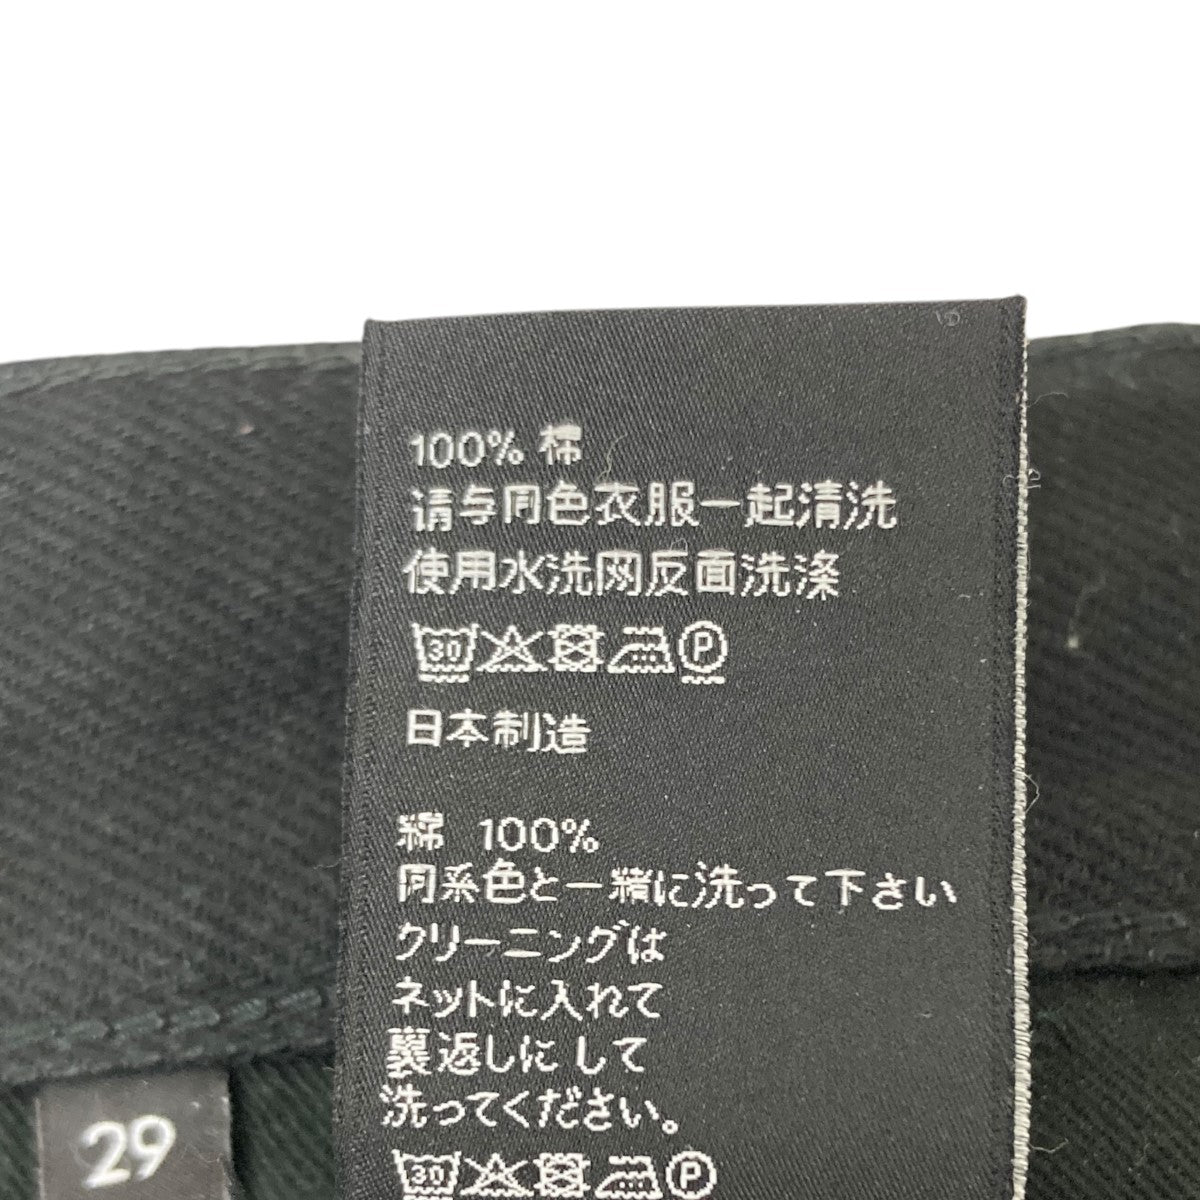 100% 棉
请与同色衣服一起清洗
使用水洗网反面洗涤
30 P
日本制造
綿 100%
同系色と一緒に洗って下さい
クリーニングは
ネットに入れて
裏返しにして
洗ってください。
30 P
29